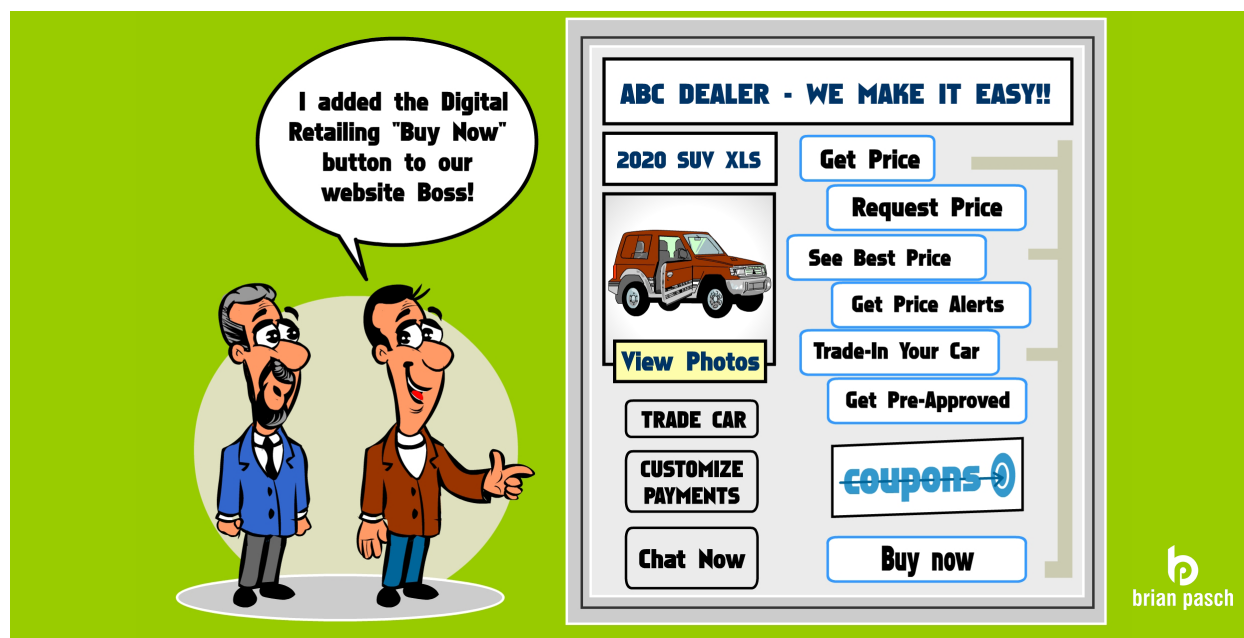 I added the Digital
Retailing "Buy Now"
button to our
website Boss!
ABC DEALER - WE MAKE IT EASY!!
2020 SUV XLS
View Photos
TRADE CAR
CUSTOMIZE
PAYMENTS
Chat Now
Get Price
Request Price
See Best Price
Get Price Alerts
Trade-In Your Car
Get Pre-Approved
coupons
Buy now
brian pasch